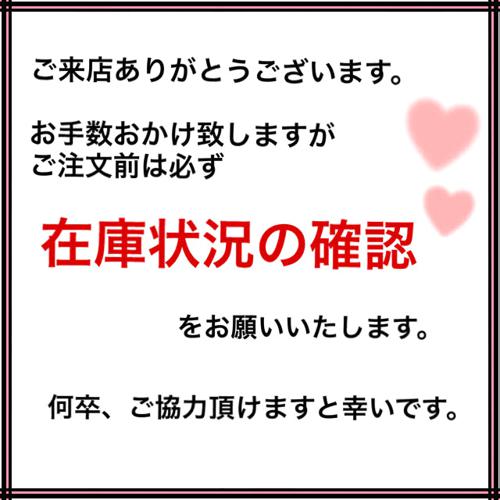 ご来店ありがとうございます。
お手数おかけ致しますが
ご注文前は必ず
在庫状況の確認
をお願いいたします。
何卒、ご協力頂けますと幸いです。